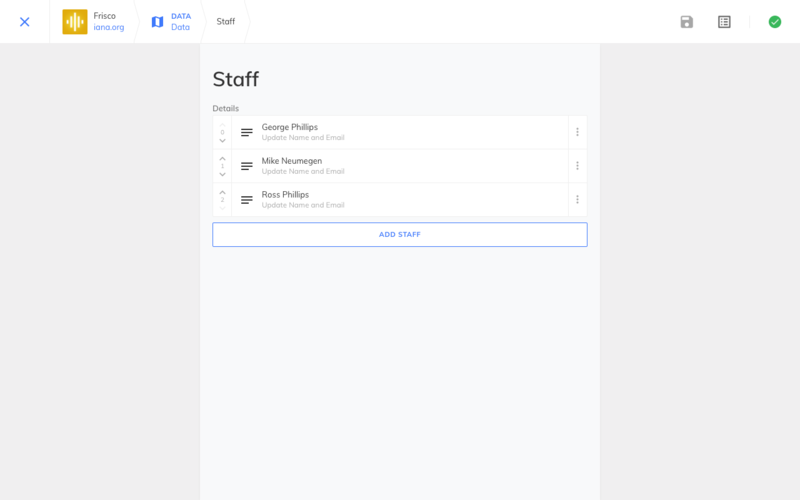 Frisco
iana.org
DATA
Data
Staff
Staff
Details
0
George Phillips
Update Name and Email
1
Mike Neumegen
Update Name and Email
2
Ross Phillips
Update Name and Email
ADD STAFF